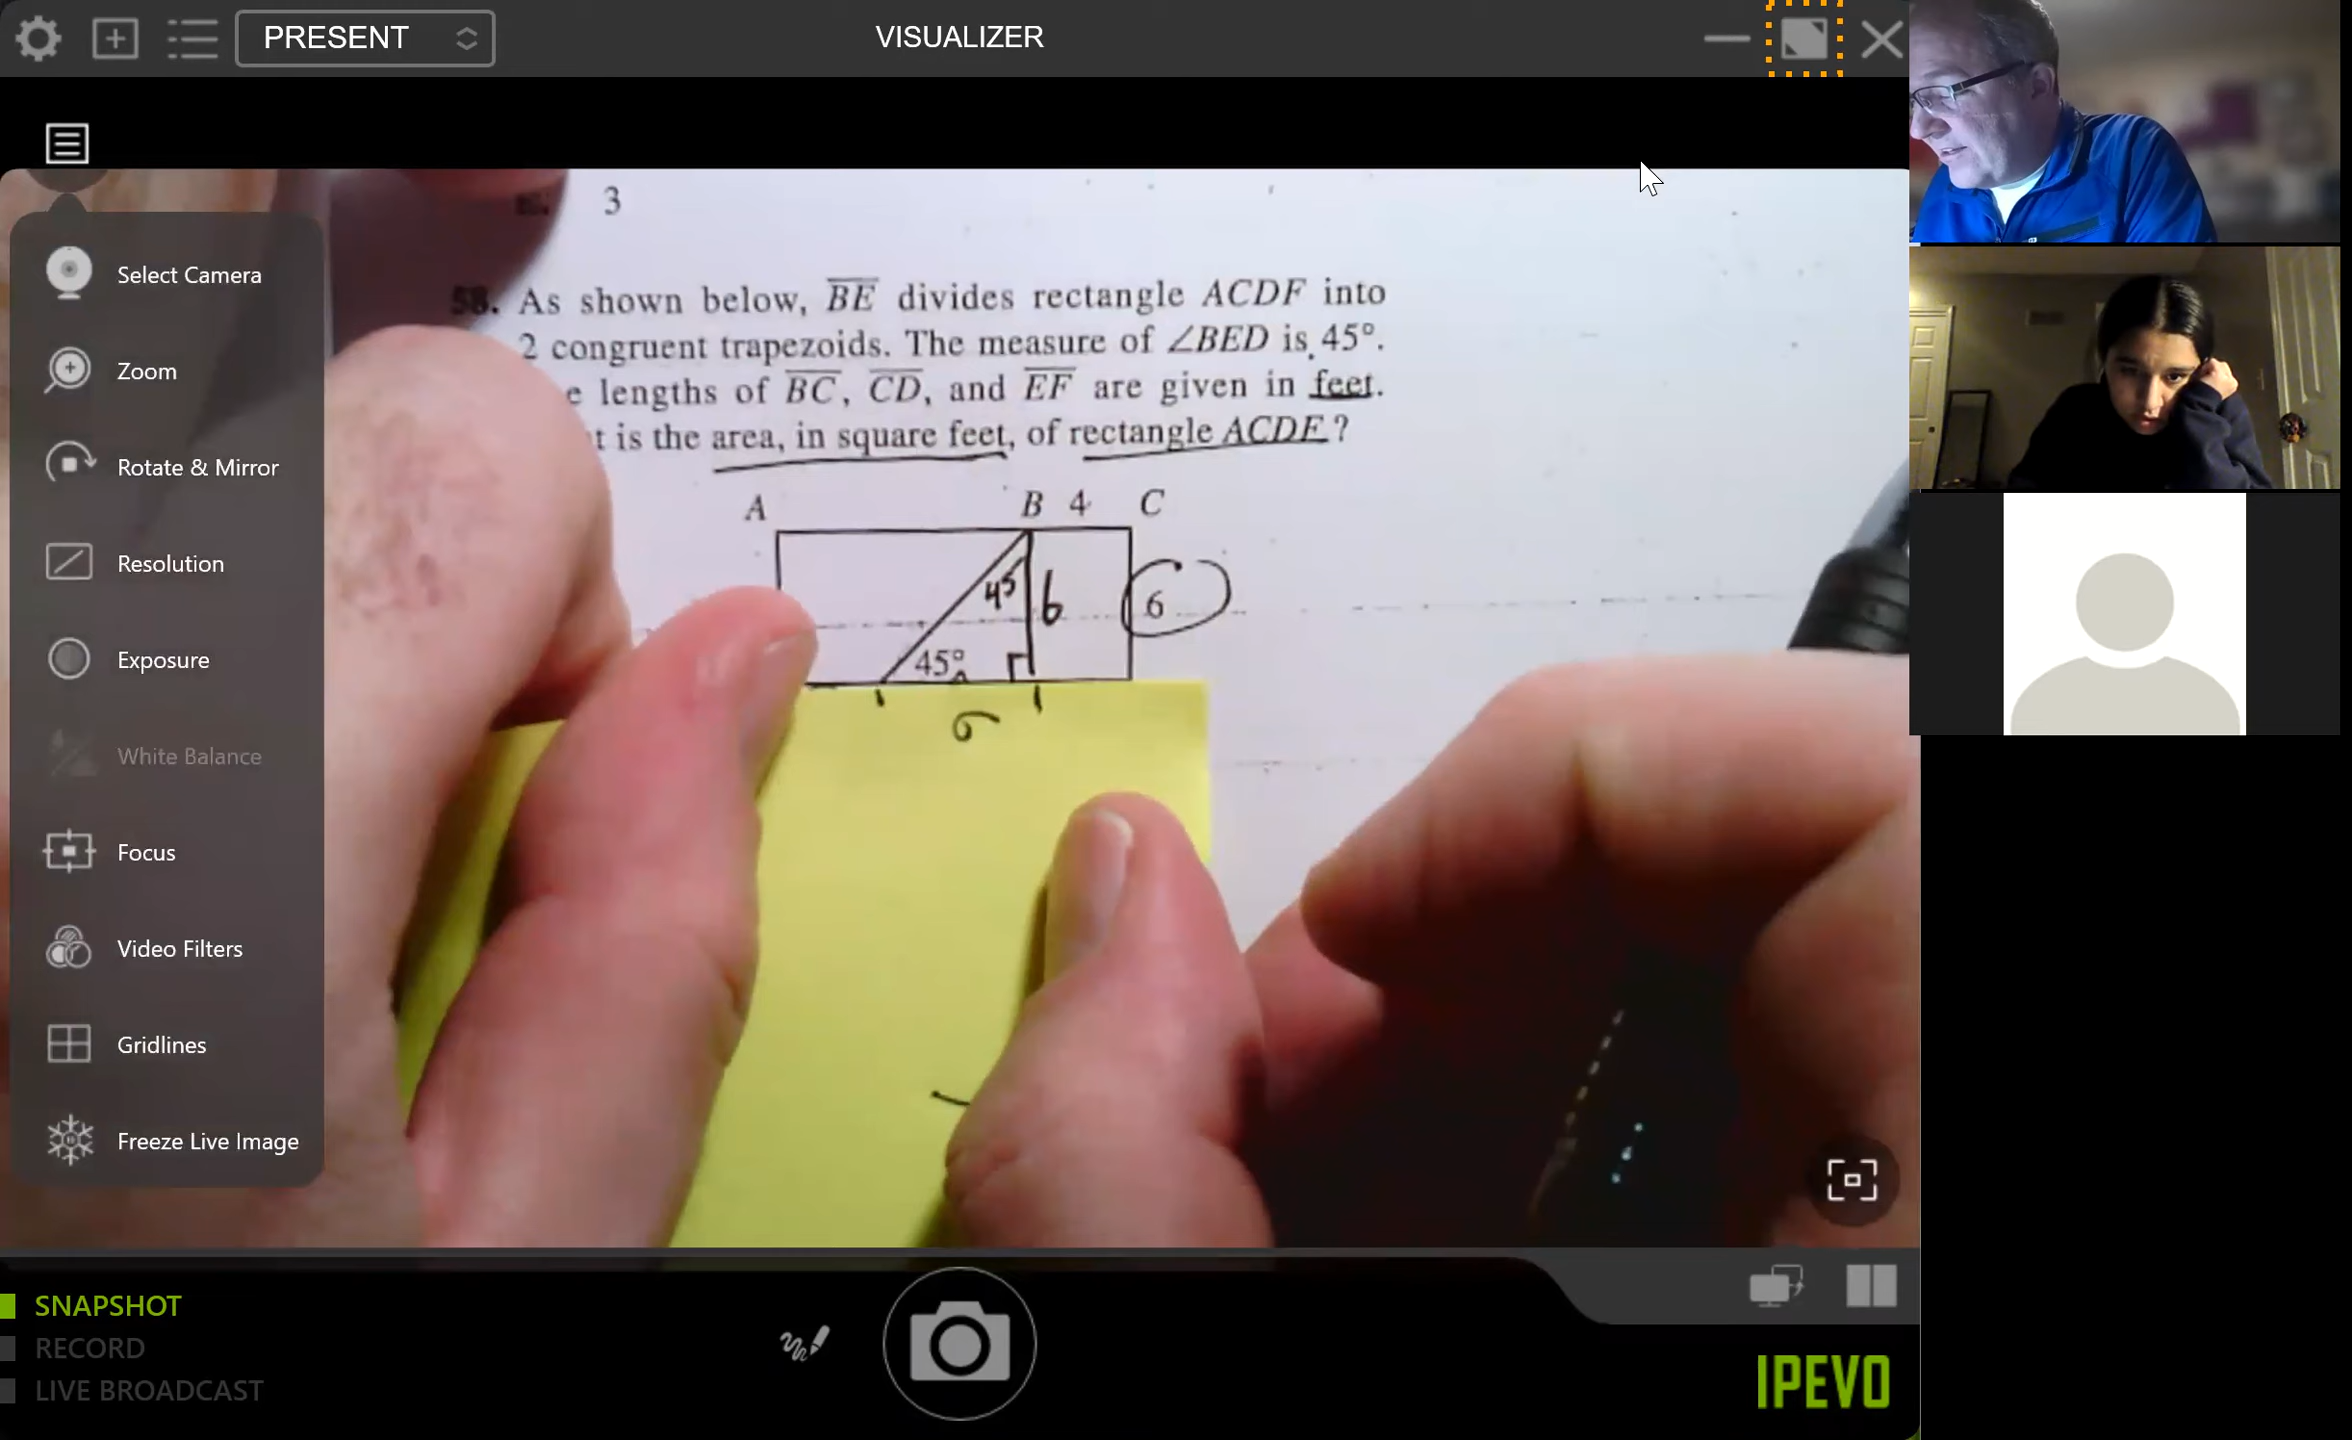 PRESENT
VISUALIZER
3
58. As shown below, BE divides rectangle ACDF into
2 congruent trapezoids. The measure of ∠BED is 45°.
e lengths of BC, CD, and EF are given in feet.
t is the area, in square feet, of rectangle ACDF?
A B 4 C
45 6 6
45°
6
Select Camera
Zoom
Rotate & Mirror
Resolution
Exposure
White Balance
Focus
Video Filters
Gridlines
Freeze Live Image
SNAPSHOT
RECORD
LIVE BROADCAST
IPEVO